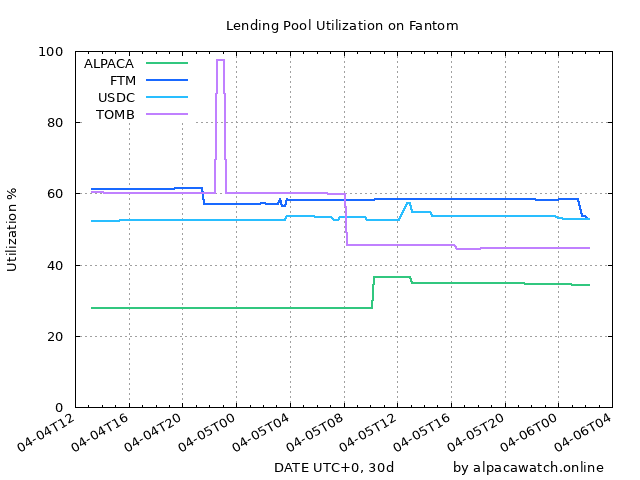 Lending Pool Utilization on Fantom
100
80
60
40
20
0
Utilization %
ALPACA
FTM
USDC
TOMB
04-04T12
04-04T16
04-04T20
04-05T00
04-05T04
04-05T08
04-05T12
04-05T16
04-05T20
04-06T00
04-06T04
DATE UTC+0, 30d
by alpacawatch.online